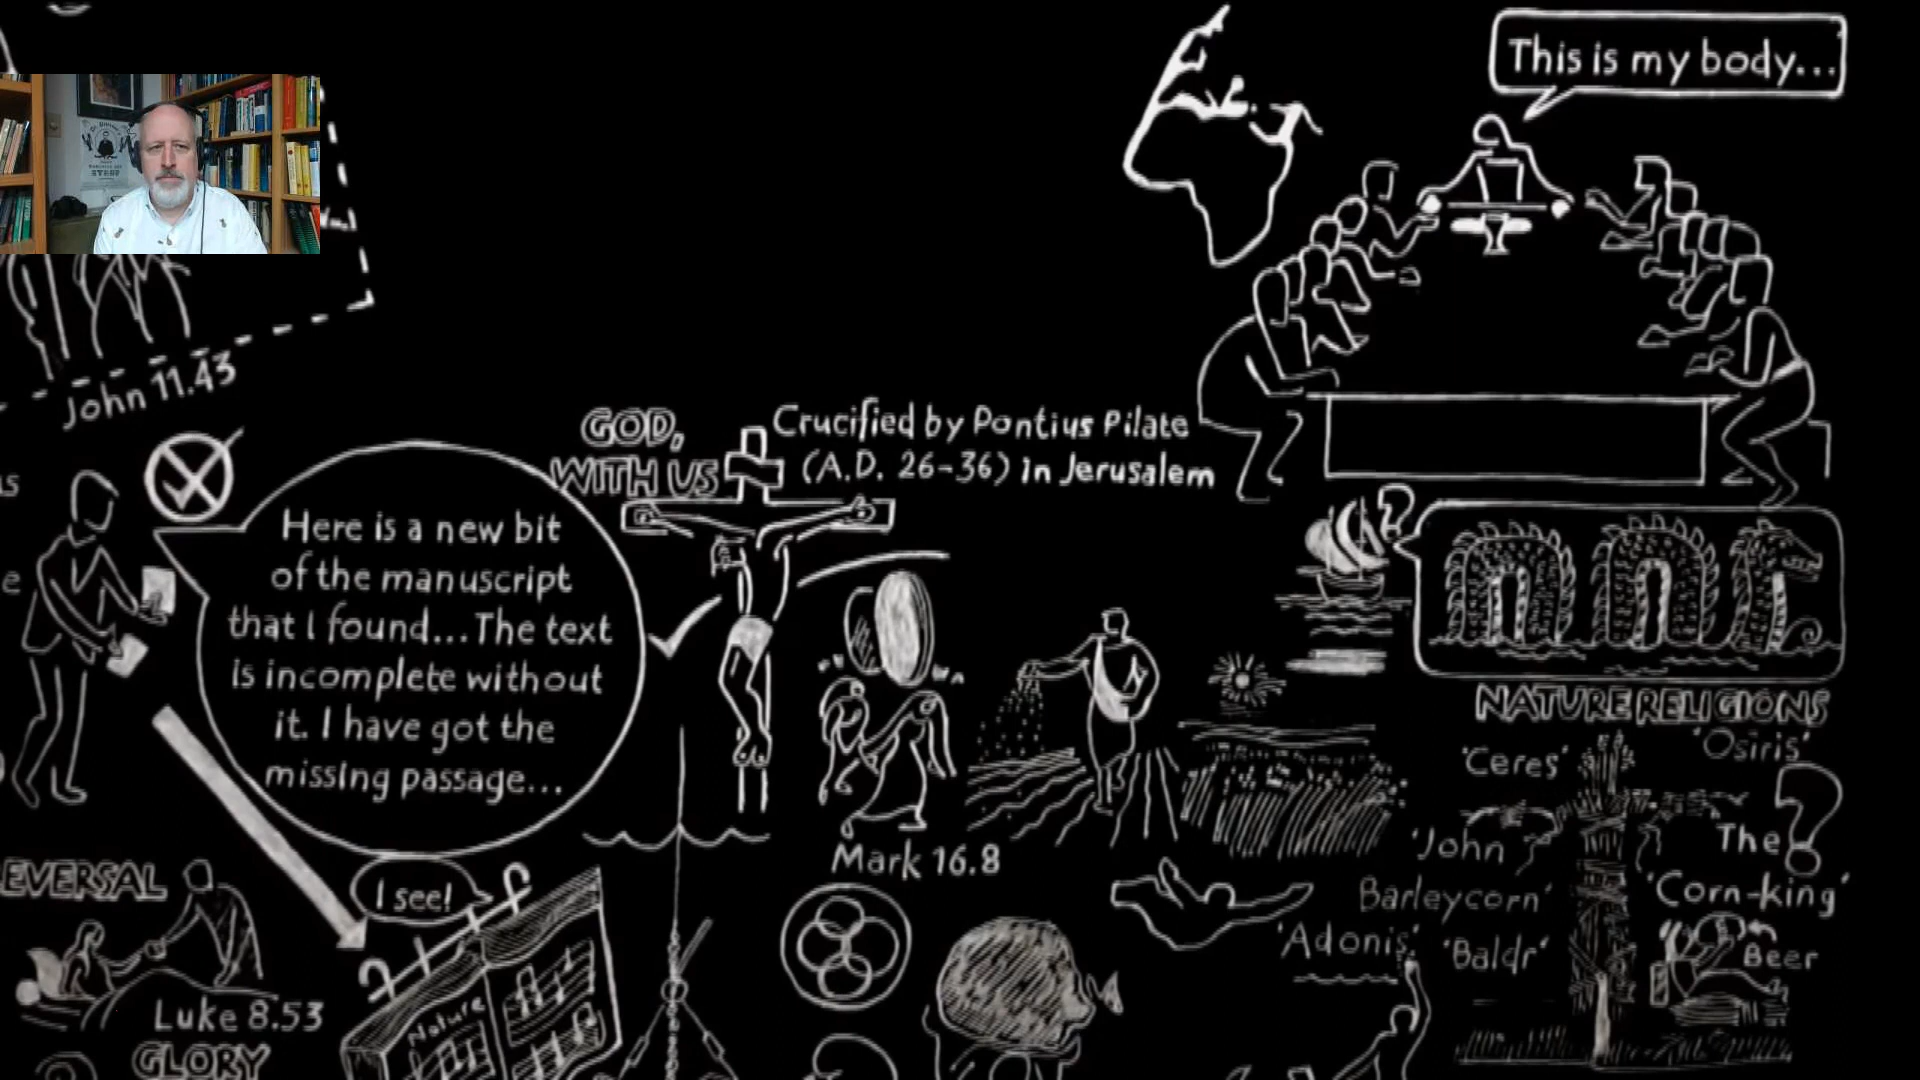 This is my body...
John 11.43
GOD,
WITH US
Crucified by Pontius Pilate
(A.D. 26-36) in Jerusalem
Here is a new bit
of the manuscript
that I found...The text
is incomplete without
it. I have got the
missing passage...
?
NATURE RELIGIONS
'Ceres'
'Osiris'
?
'John
Barleycorn'
The
'Corn-king'
'Adonis'
'Baldr'
Beer
Mark 16.8
EVERSAL
I see!
Luke 8.53
GLORY
Nature